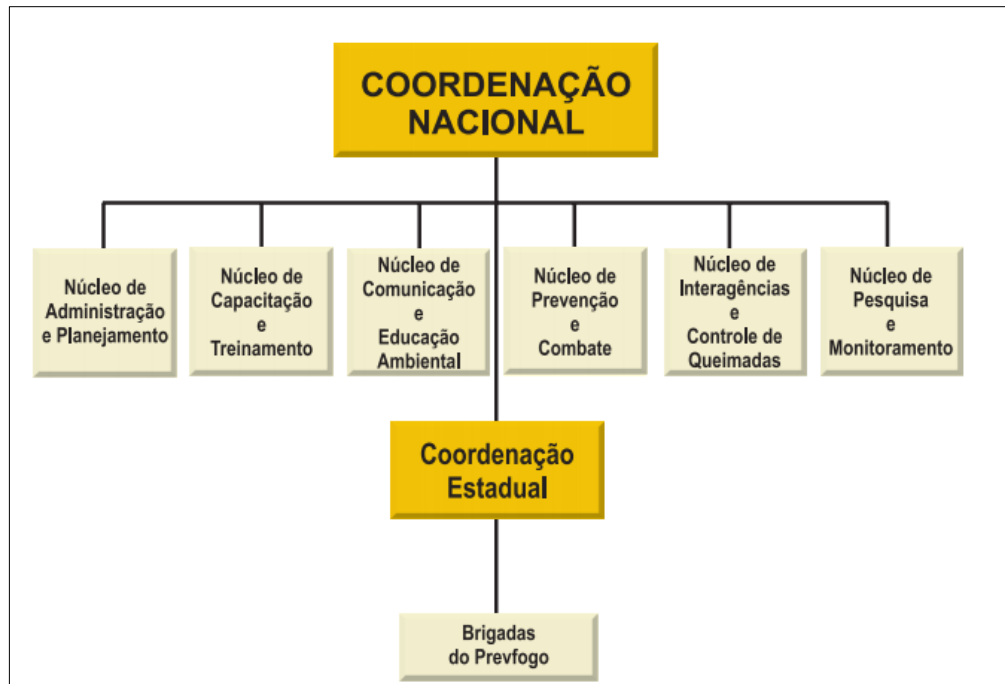 COORDENAÇÃO
NACIONAL
Núcleo de
Administração
e Planejamento
Núcleo de
Capacitação
e
Treinamento
Núcleo de
Comunicação
e
Educação
Ambiental
Núcleo de
Prevenção
e
Combate
Núcleo de
Interagências
e
Controle de
Queimadas
Núcleo de
Pesquisa
e
Monitoramento
Coordenação
Estadual
Brigadas
do Prevfogo